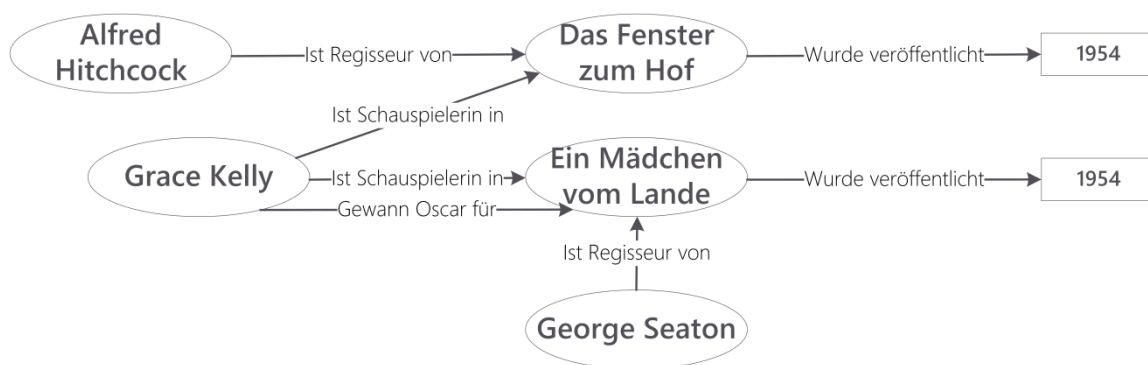 Alfred
Hitchcock
Ist Regisseur von
Das Fenster
zum Hof
Wurde veröffentlicht
1954
Ist Schauspielerin in
Grace Kelly
Ist Schauspielerin in
Gewann Oscar für
Ein Mädchen
vom Lande
Wurde veröffentlicht
1954
Ist Regisseur von
George Seaton